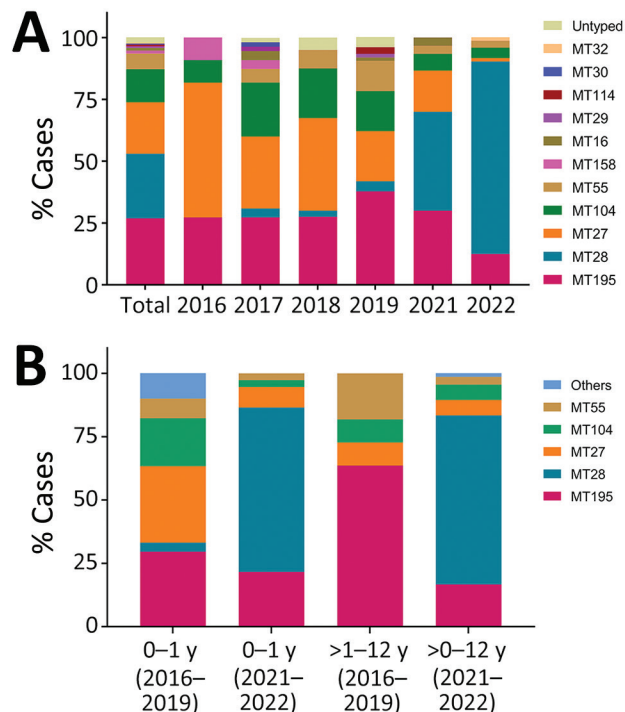 A
100
75
50
25
0
% Cases
Total 2016 2017 2018 2019 2021 2022
Untyped
MT32
MT30
MT114
MT29
MT16
MT158
MT55
MT104
MT27
MT28
MT195
B
100
75
50
25
0
% Cases
0–1 y (2016–2019)
0–1 y (2021–2022)
>1–12 y (2016–2019)
>0–12 y (2021–2022)
Others
MT55
MT104
MT27
MT28
MT195